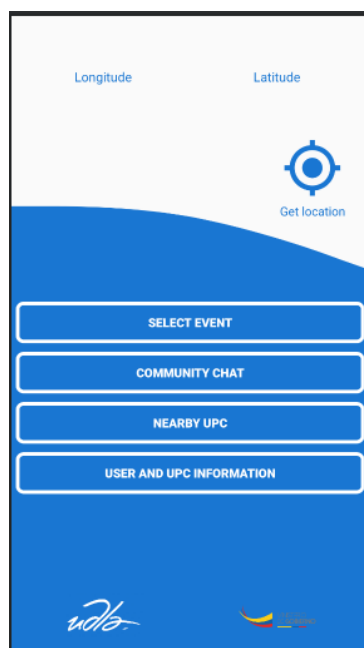 Longitude Latitude
Get location
SELECT EVENT
COMMUNITY CHAT
NEARBY UPC
USER AND UPC INFORMATION
udla-